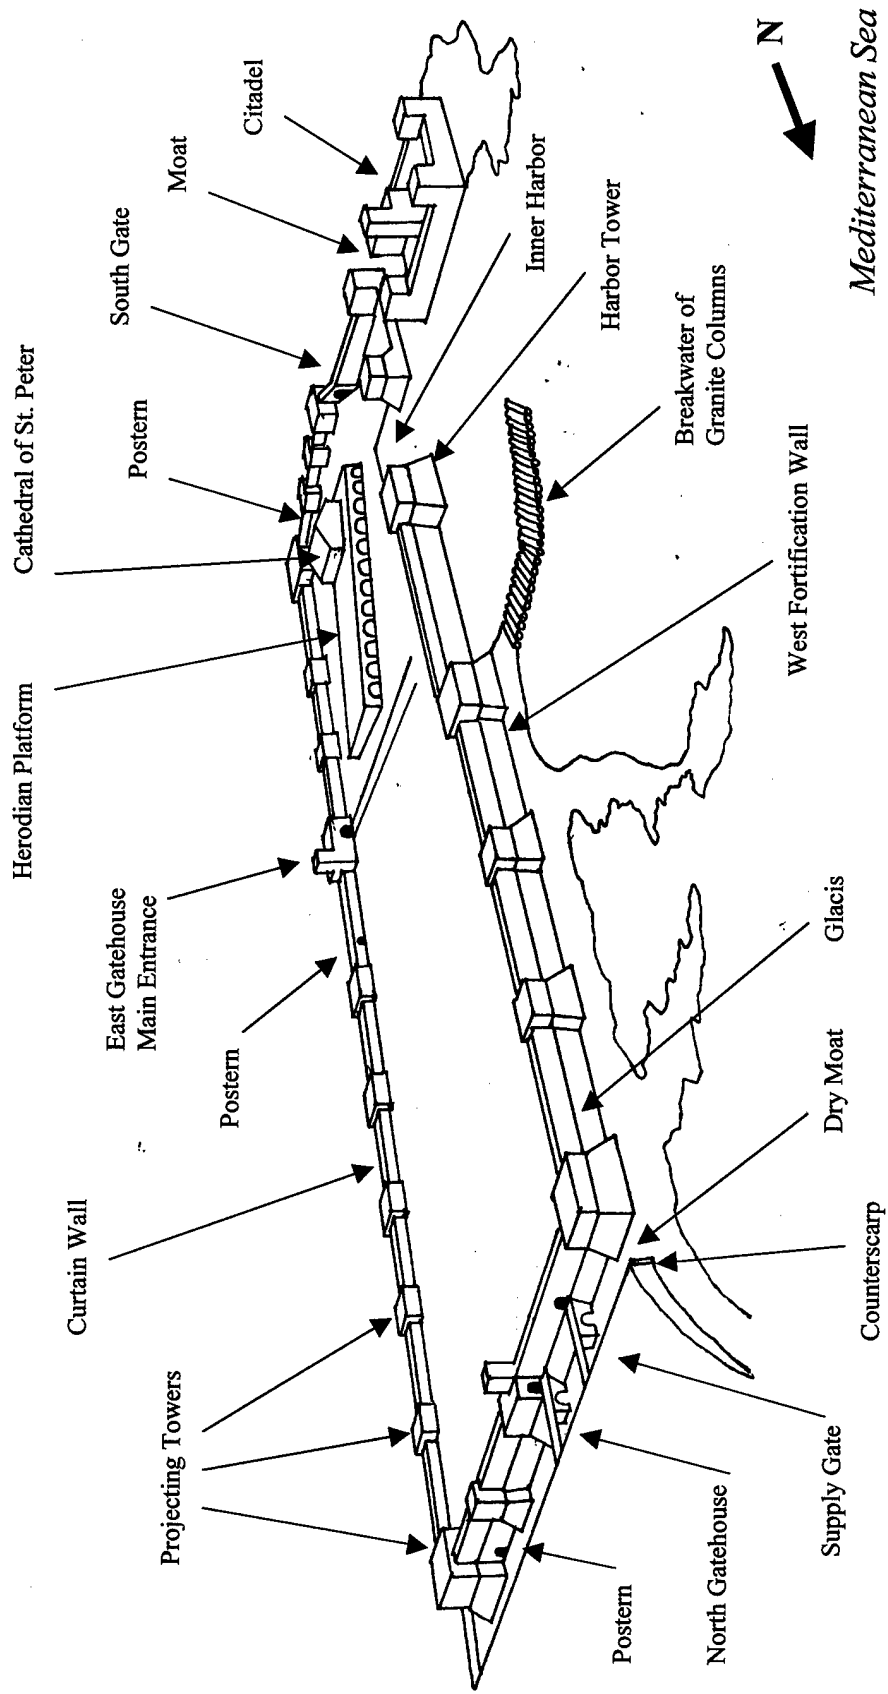 Cathedral of St. Peter
Herodian Platform
South Gate
Postern
Moat
Citadel
East Gatehouse
Main Entrance
Postern
Curtain Wall
Projecting Towers
Inner Harbor
Harbor Tower
Breakwater of
Granite Columns
West Fortification Wall
Glacis
Dry Moat
Counterscarp
Supply Gate
North Gatehouse
Postern
N
Mediterranean Sea